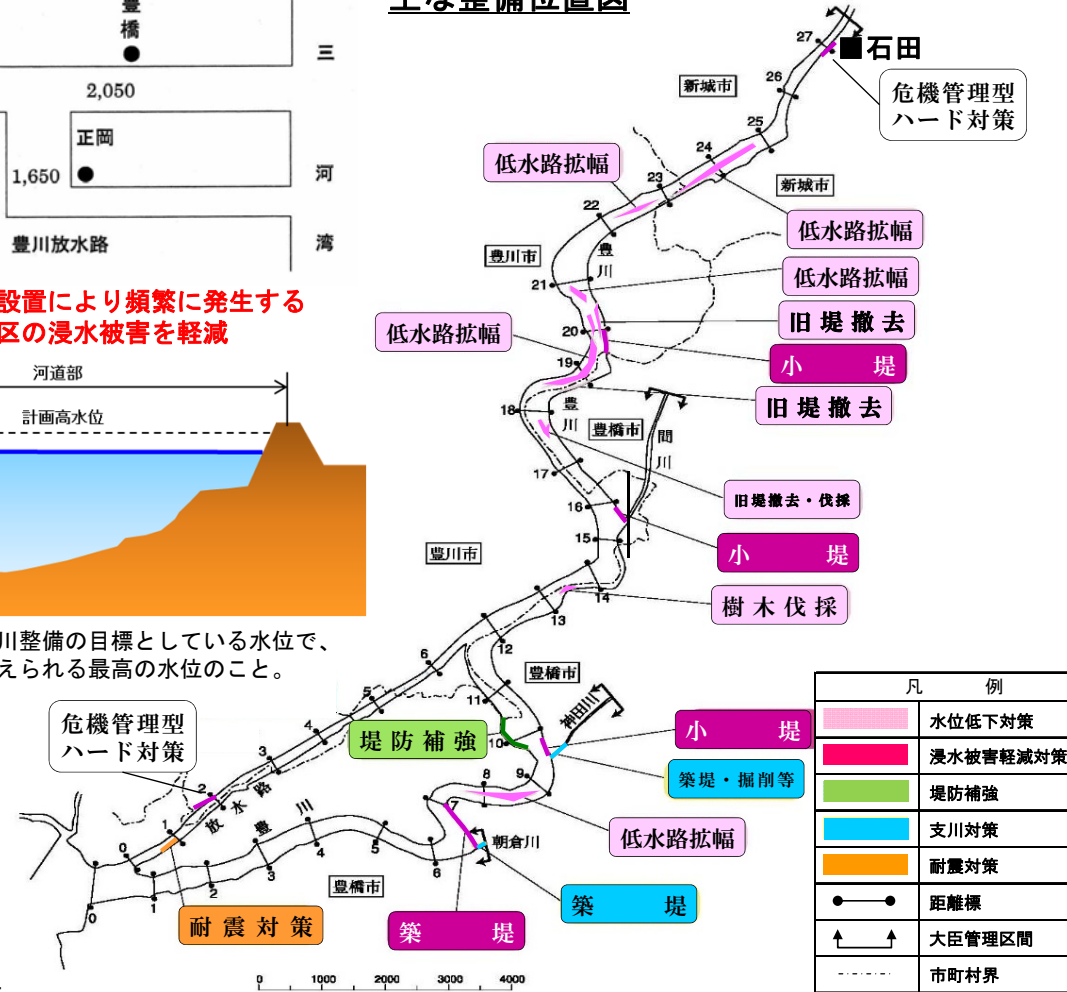 主な整備位置図
豊
橋
三
2,050
正岡
1,650
河
豊川放水路
湾
設置により頻繁に発生する
区の浸水被害を軽減
河道部
計画高水位
川整備の目標としている水位で、
えられる最高の水位のこと。
27
■石田
危機管理型
ハード対策
新城市
26
25
24
低水路拡幅
23
新城市
22
低水路拡幅
豊川市
豊川
低水路拡幅
21
旧堤撤去
20
低水路拡幅
小堤
19
旧堤撤去
18
豊川
豊橋市
間川
17
旧堤撤去・伐採
16
15
小堤
豊川市
14
樹木伐採
13
12
6
豊橋市
11
5
神田川
危機管理型
ハード対策
4
堤防補強
10
小堤
3
築堤・掘削等
9
8
2
放水路
7
低水路拡幅
1
豊川
朝倉川
0
4
5
6
3
豊橋市
2
1
0
築堤
耐震対策
築堤
0 1000 2000 3000 4000
凡例
水位低下対策
浸水被害軽減対策
堤防補強
支川対策
耐震対策
距離標
大臣管理区間
市町村界